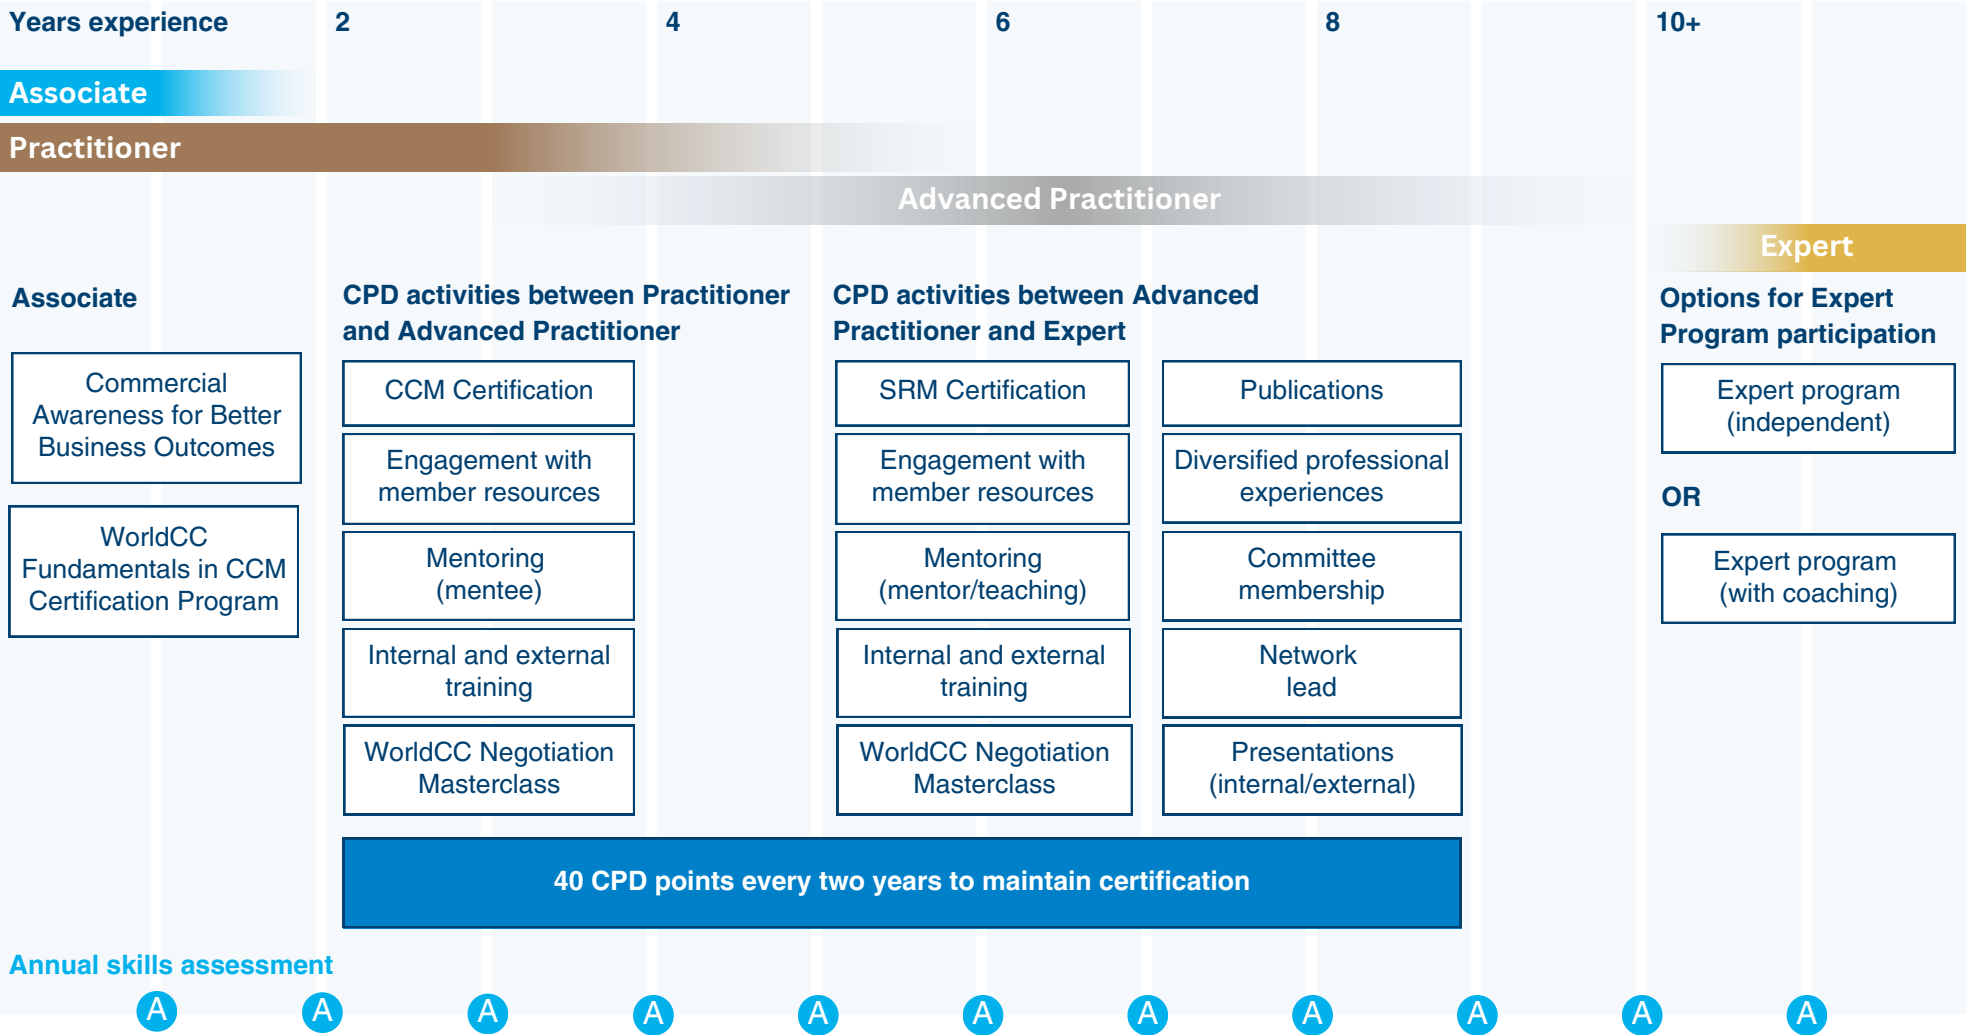 Years experience 2 4 6 8 10+
Associate
Practitioner
Advanced Practitioner
Expert
Associate
Commercial
Awareness for Better
Business Outcomes
WorldCC
Fundamentals in CCM
Certification Program
CPD activities between Practitioner
and Advanced Practitioner
CCM Certification
Engagement with
member resources
Mentoring
(mentee)
Internal and external
training
WorldCC Negotiation
Masterclass
CPD activities between Advanced
Practitioner and Expert
SRM Certification
Engagement with
member resources
Mentoring
(mentor/teaching)
Internal and external
training
WorldCC Negotiation
Masterclass
Publications
Diversified professional
experiences
Committee
membership
Network
lead
Presentations
(internal/external)
Options for Expert
Program participation
Expert program
(independent)
OR
Expert program
(with coaching)
40 CPD points every two years to maintain certification
Annual skills assessment
A A A A A A A A A A A